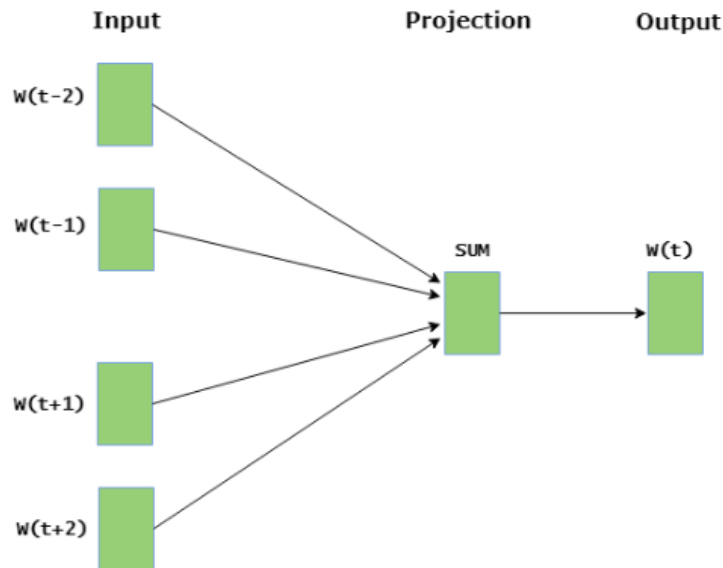 Input Projection Output
W(t-2)
W(t-1)
SUM W(t)
W(t+1)
W(t+2)